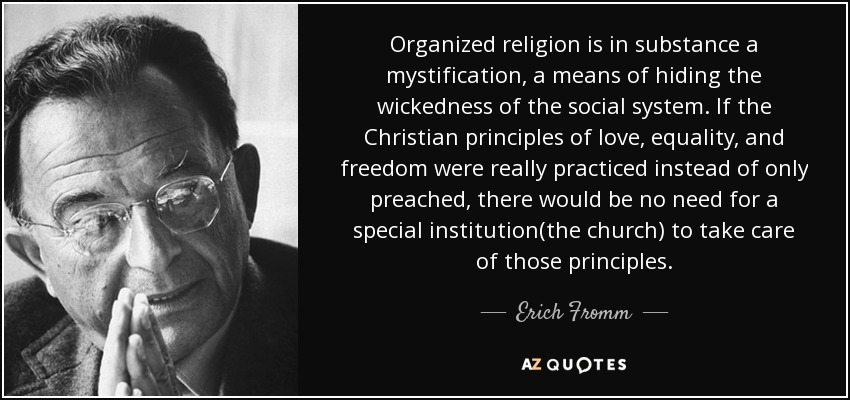 Organized religion is in substance a
mystification, a means of hiding the
wickedness of the social system. If the
Christian principles of love, equality, and
freedom were really practiced instead of only
preached, there would be no need for a
special institution(the church) to take care
of those principles.
Erich Fromm
AZ QUOTES